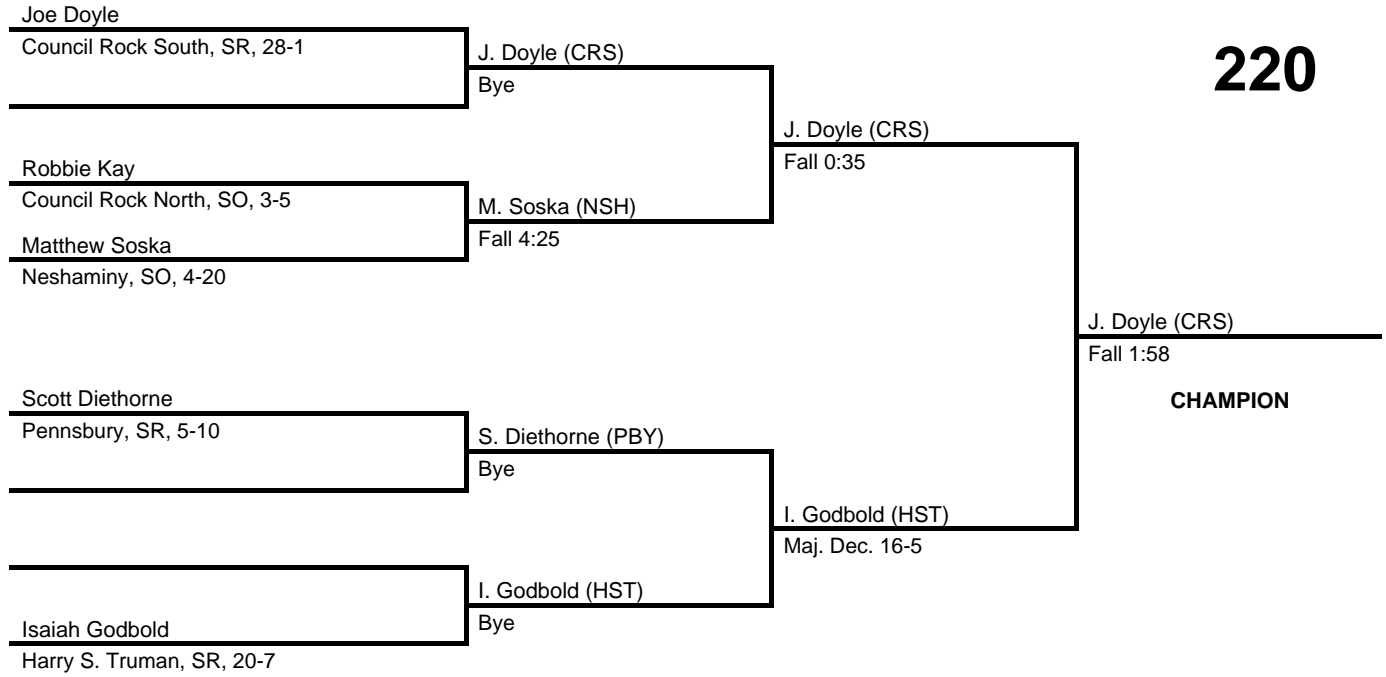 Joe Doyle
Council Rock South, SR, 28-1
J. Doyle (CRS)
Bye
220
J. Doyle (CRS)
Fall 0:35
Robbie Kay
Council Rock North, SO, 3-5
M. Soska (NSH)
Fall 4:25
Matthew Soska
Neshaminy, SO, 4-20
J. Doyle (CRS)
Fall 1:58
CHAMPION
Scott Diethorne
Pennsbury, SR, 5-10
S. Diethorne (PBY)
Bye
I. Godbold (HST)
Maj. Dec. 16-5
I. Godbold (HST)
Bye
Isaiah Godbold
Harry S. Truman, SR, 20-7